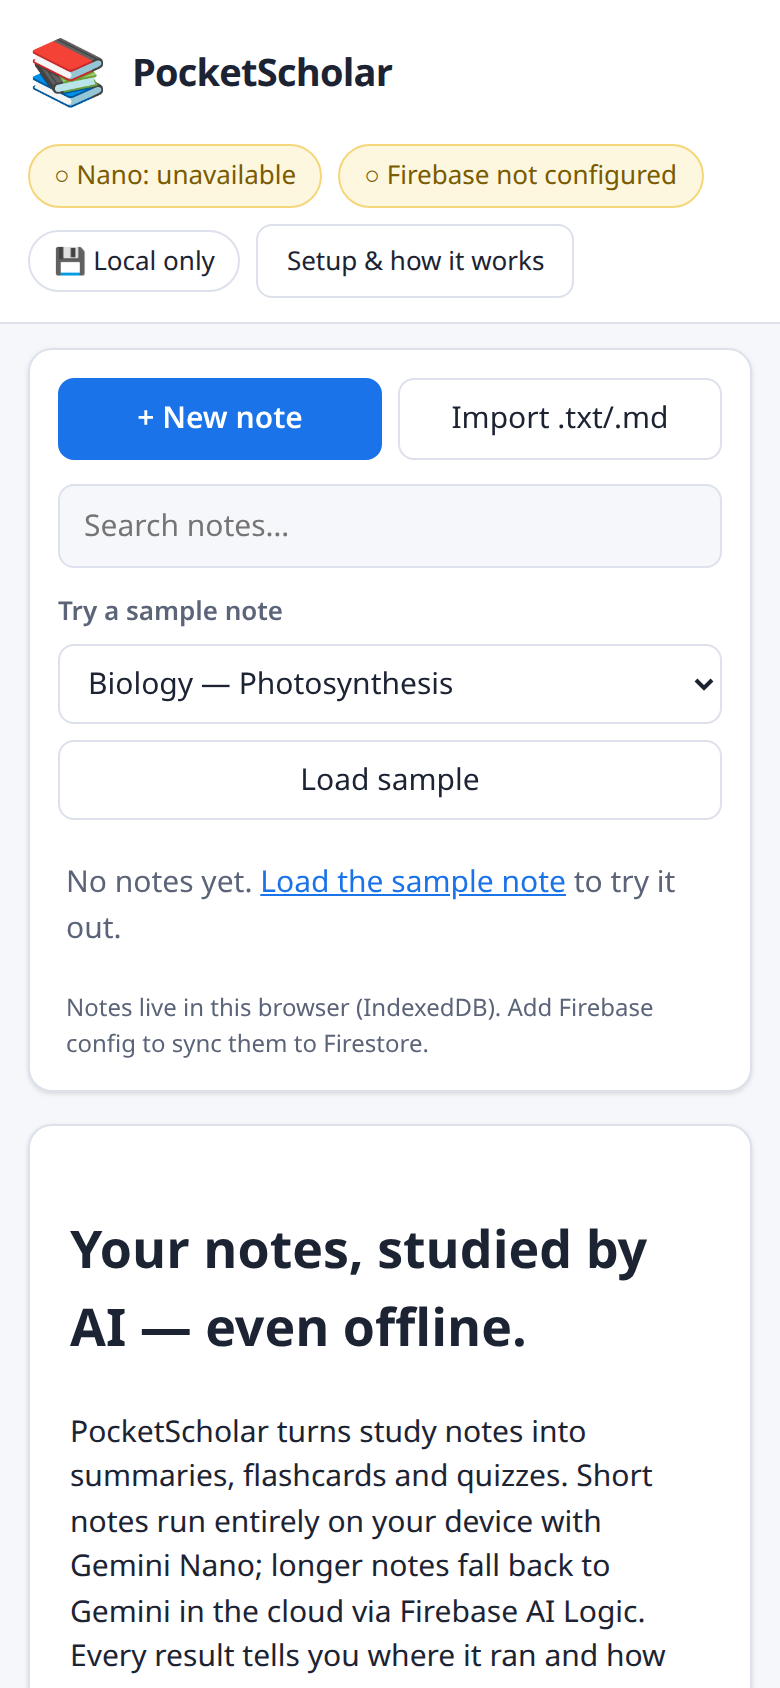 PocketScholar
○ Nano: unavailable
○ Firebase not configured
Local only
Setup & how it works
+ New note
Import .txt/.md
Search notes...
Try a sample note
Biology — Photosynthesis
Load sample
No notes yet. Load the sample note to try it
out.
Notes live in this browser (IndexedDB). Add Firebase
config to sync them to Firestore.
Your notes, studied by
AI — even offline.
PocketScholar turns study notes into
summaries, flashcards and quizzes. Short
notes run entirely on your device with
Gemini Nano; longer notes fall back to
Gemini in the cloud via Firebase AI Logic.
Every result tells you where it ran and how